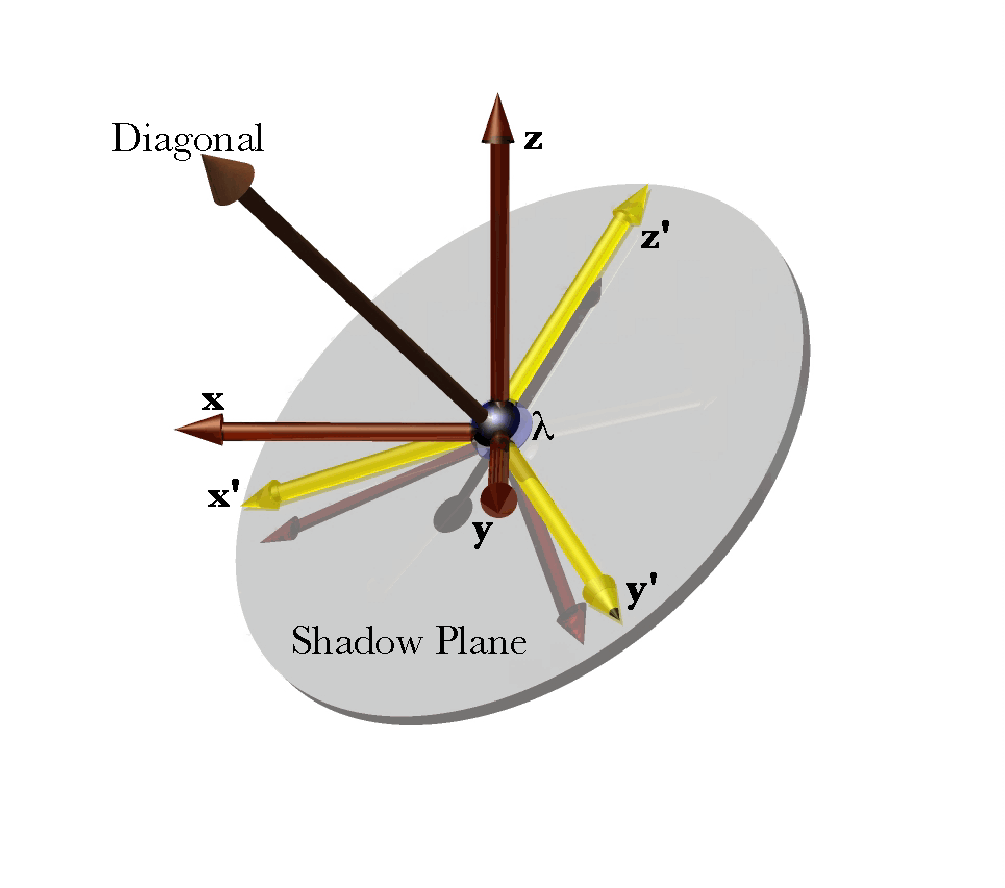 Diagonal
z
z'
x
λ
x'
y
y'
Shadow Plane